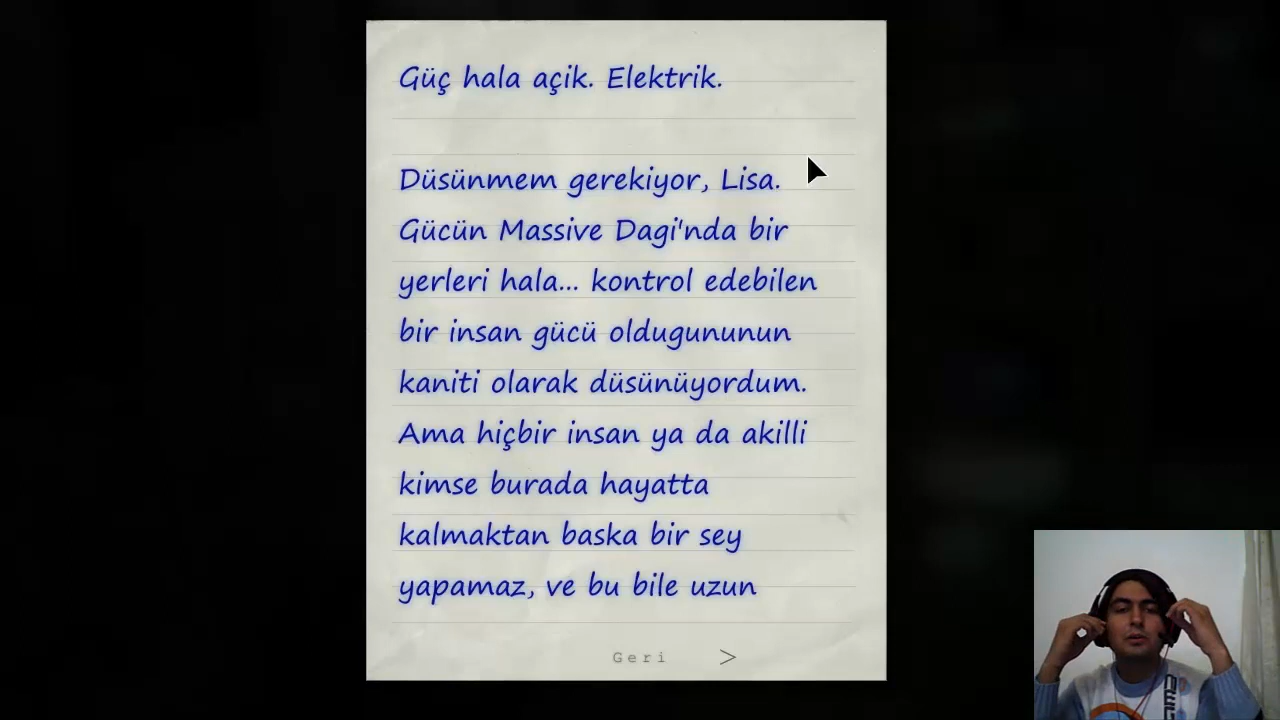 Güç hala açik. Elektrik.
Düsünmem gerekiyor, Lisa.
Gücün Massive Dagi'nda bir
yerleri hala... kontrol edebilen
bir insan gücü oldugununun
kaniti olarak düsünüyordum.
Ama hiçbir insan ya da akilli
kimse burada hayatta
kalmaktan baska bir sey
yapamaz, ve bu bile uzun
Geri >